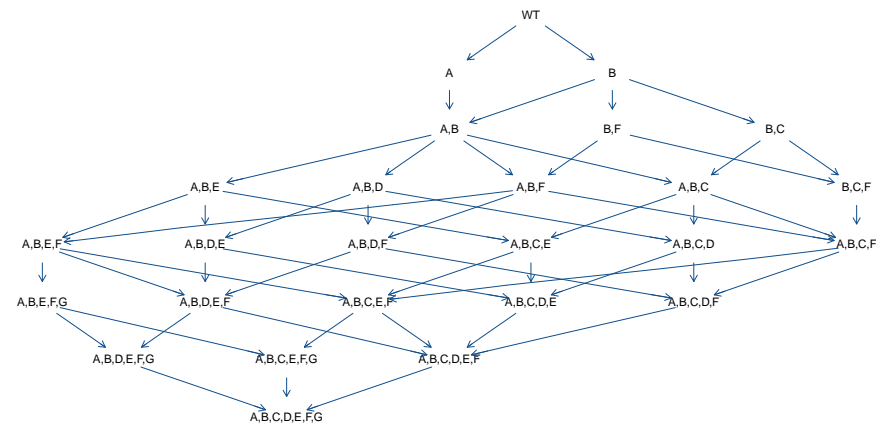 WT
A
B
A,B
B,F
B,C
A,B,E
A,B,D
A,B,F
A,B,C
B,C,F
A,B,E,F
A,B,D,E
A,B,D,F
A,B,C,E
A,B,C,D
A,B,C,F
A,B,E,F,G
A,B,D,E,F
A,B,C,E,F
A,B,C,D,E
A,B,C,D,F
A,B,D,E,F,G
A,B,C,E,F,G
A,B,C,D,E,F
A,B,C,D,E,F,G